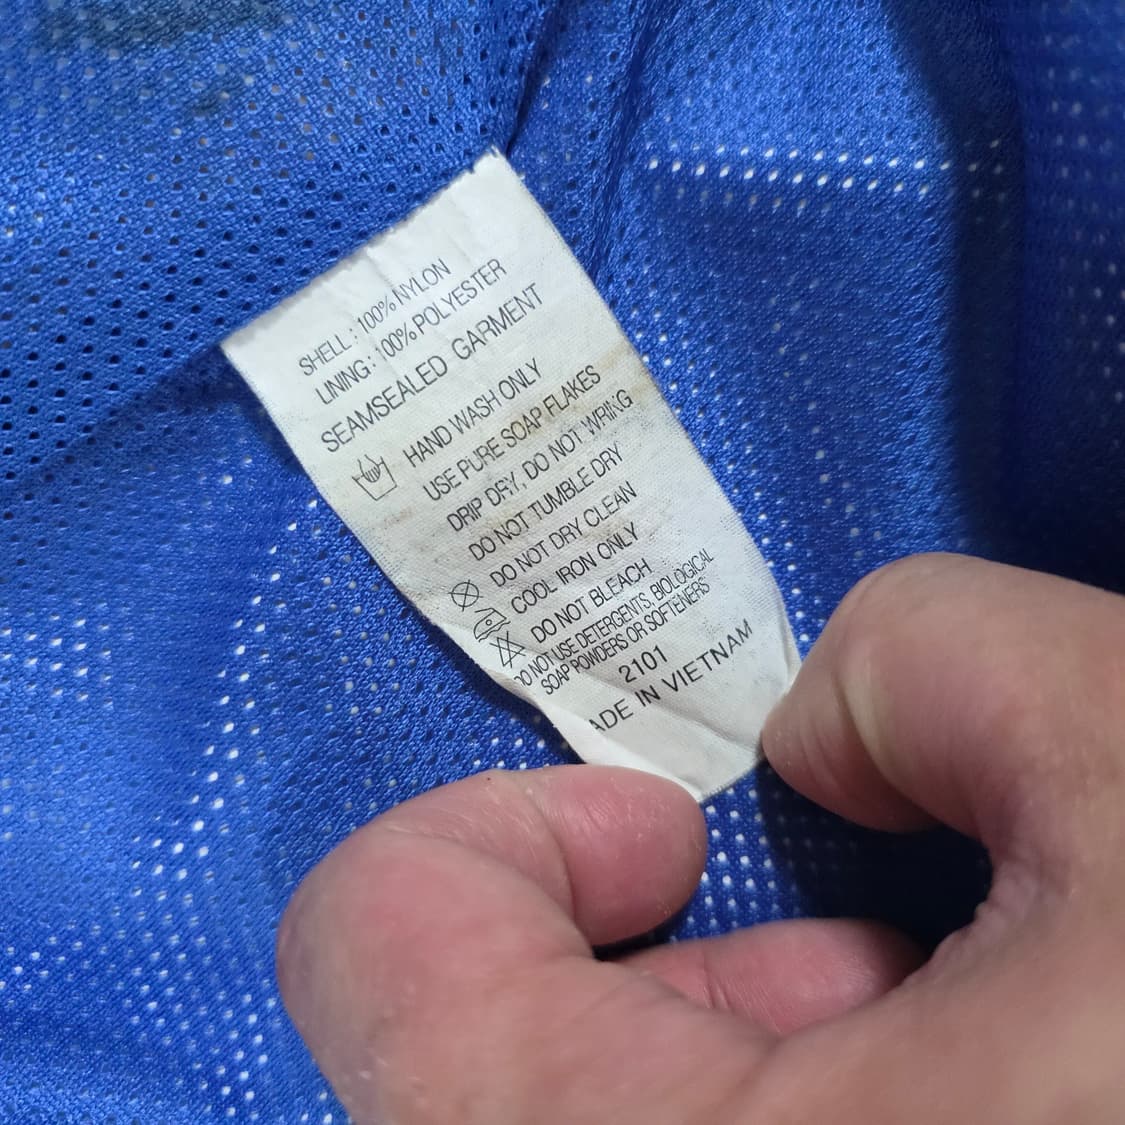 SHELL : 100% NYLON
LINING : 100% POLYESTER
SEAMSEALED GARMENT
HAND WASH ONLY
USE PURE SOAP FLAKES
DRIP DRY, DO NOT WRING
DO NOT TUMBLE DRY
DO NOT DRY CLEAN
COOL IRON ONLY
DO NOT BLEACH
DO NOT USE DETERGENTS, BIOLOGICAL
SOAP POWDERS OR SOFTENERS
2101
ADE IN VIETNAM